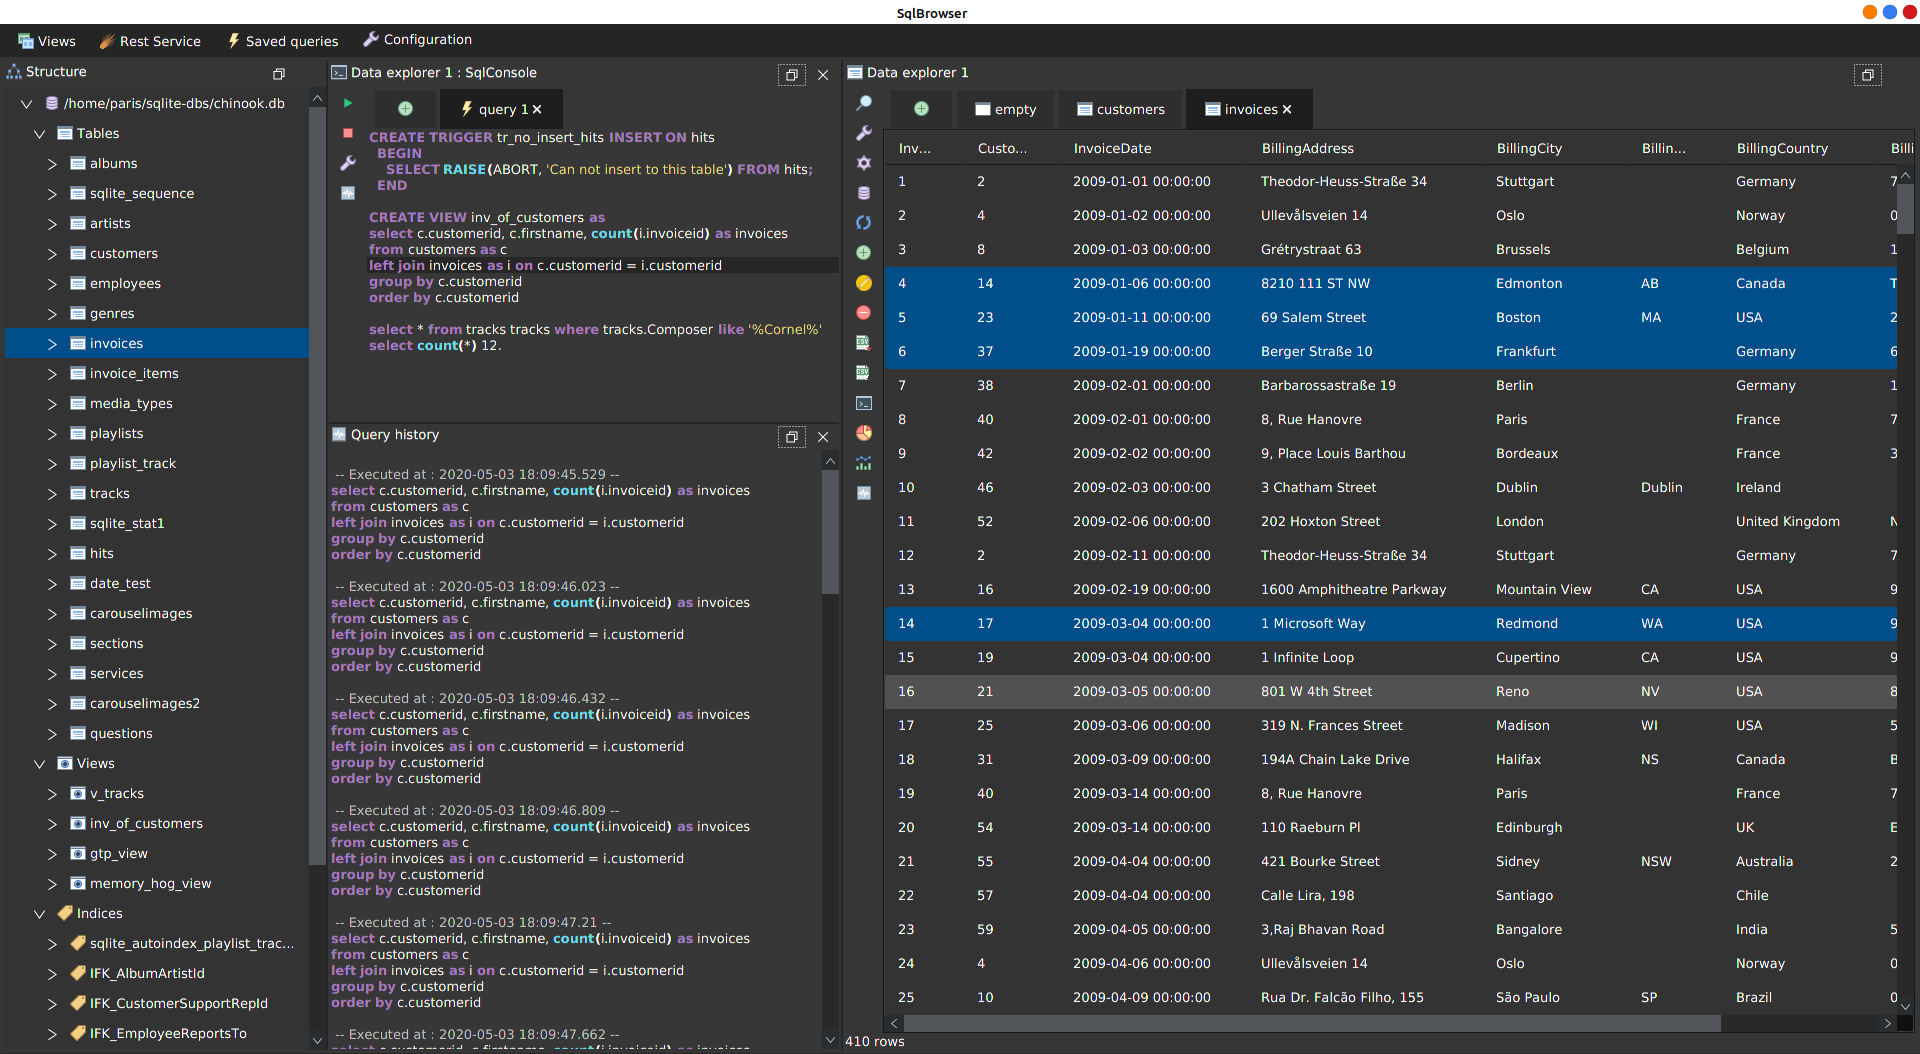 SqlBrowser
Views Rest Service Saved queries Configuration
Structure
/home/paris/sqlite-dbs/chinook.db
Tables
albums
sqlite_sequence
artists
customers
employees
genres
invoices
invoice_items
media_types
playlists
playlist_track
tracks
sqlite_stat1
hits
date_test
carouselimages
sections
services
carouselimages2
questions
Views
v_tracks
inv_of_customers
gtp_view
memory_hog_view
Indices
sqlite_autoindex_playlist_trac...
IFK_AlbumArtistId
IFK_CustomerSupportRepId
IFK_EmployeeReportsTo
Data explorer 1 : SqlConsole
query 1
CREATE TRIGGER tr_no_insert_hits INSERT ON hits
BEGIN
SELECT RAISE(ABORT, 'Can not insert to this table') FROM hits;
END
CREATE VIEW inv_of_customers as
select c.customerid, c.firstname, count(i.invoiceid) as invoices
from customers as c
left join invoices as i on c.customerid = i.customerid
group by c.customerid
order by c.customerid
select * from tracks tracks where tracks.Composer like '%Cornel%'
select count(*) 12.
Query history
-- Executed at : 2020-05-03 18:09:45.529 --
select c.customerid, c.firstname, count(i.invoiceid) as invoices
from customers as c
left join invoices as i on c.customerid = i.customerid
group by c.customerid
order by c.customerid
-- Executed at : 2020-05-03 18:09:46.023 --
select c.customerid, c.firstname, count(i.invoiceid) as invoices
from customers as c
left join invoices as i on c.customerid = i.customerid
group by c.customerid
order by c.customerid
-- Executed at : 2020-05-03 18:09:46.432 --
select c.customerid, c.firstname, count(i.invoiceid) as invoices
from customers as c
left join invoices as i on c.customerid = i.customerid
group by c.customerid
order by c.customerid
-- Executed at : 2020-05-03 18:09:46.809 --
select c.customerid, c.firstname, count(i.invoiceid) as invoices
from customers as c
left join invoices as i on c.customerid = i.customerid
group by c.customerid
order by c.customerid
-- Executed at : 2020-05-03 18:09:47.21 --
select c.customerid, c.firstname, count(i.invoiceid) as invoices
from customers as c
left join invoices as i on c.customerid = i.customerid
group by c.customerid
order by c.customerid
-- Executed at : 2020-05-03 18:09:47.662 --
Data explorer 1
empty customers invoices
Inv... Custo... InvoiceDate BillingAddress BillingCity Billin... BillingCountry Billi
1 2 2009-01-01 00:00:00 Theodor-Heuss-Straße 34 Stuttgart Germany 7
2 4 2009-01-02 00:00:00 Ullevålsveien 14 Oslo Norway 0
3 8 2009-01-03 00:00:00 Grétrystraat 63 Brussels Belgium 1
4 14 2009-01-06 00:00:00 8210 111 ST NW Edmonton AB Canada T
5 23 2009-01-11 00:00:00 69 Salem Street Boston MA USA 2
6 37 2009-01-19 00:00:00 Berger Straße 10 Frankfurt Germany 6
7 38 2009-02-01 00:00:00 Barbarossastraße 19 Berlin Germany 1
8 40 2009-02-01 00:00:00 8, Rue Hanovre Paris France 7
9 42 2009-02-02 00:00:00 9, Place Louis Barthou Bordeaux France 3
10 46 2009-02-03 00:00:00 3 Chatham Street Dublin Dublin Ireland
11 52 2009-02-06 00:00:00 202 Hoxton Street London United Kingdom N
12 2 2009-02-11 00:00:00 Theodor-Heuss-Straße 34 Stuttgart Germany 7
13 16 2009-02-19 00:00:00 1600 Amphitheatre Parkway Mountain View CA USA 9
14 17 2009-03-04 00:00:00 1 Microsoft Way Redmond WA USA 9
15 19 2009-03-04 00:00:00 1 Infinite Loop Cupertino CA USA 9
16 21 2009-03-05 00:00:00 801 W 4th Street Reno NV USA 8
17 25 2009-03-06 00:00:00 319 N. Frances Street Madison WI USA 5
18 31 2009-03-09 00:00:00 194A Chain Lake Drive Halifax NS Canada B
19 40 2009-03-14 00:00:00 8, Rue Hanovre Paris France 7
20 54 2009-03-14 00:00:00 110 Raeburn Pl Edinburgh UK E
21 55 2009-04-04 00:00:00 421 Bourke Street Sidney NSW Australia 2
22 57 2009-04-04 00:00:00 Calle Lira, 198 Santiago Chile
23 59 2009-04-05 00:00:00 3,Raj Bhavan Road Bangalore India 5
24 4 2009-04-06 00:00:00 Ullevålsveien 14 Oslo Norway 0
25 10 2009-04-09 00:00:00 Rua Dr. Falcão Filho, 155 São Paulo SP Brazil 0
410 rows